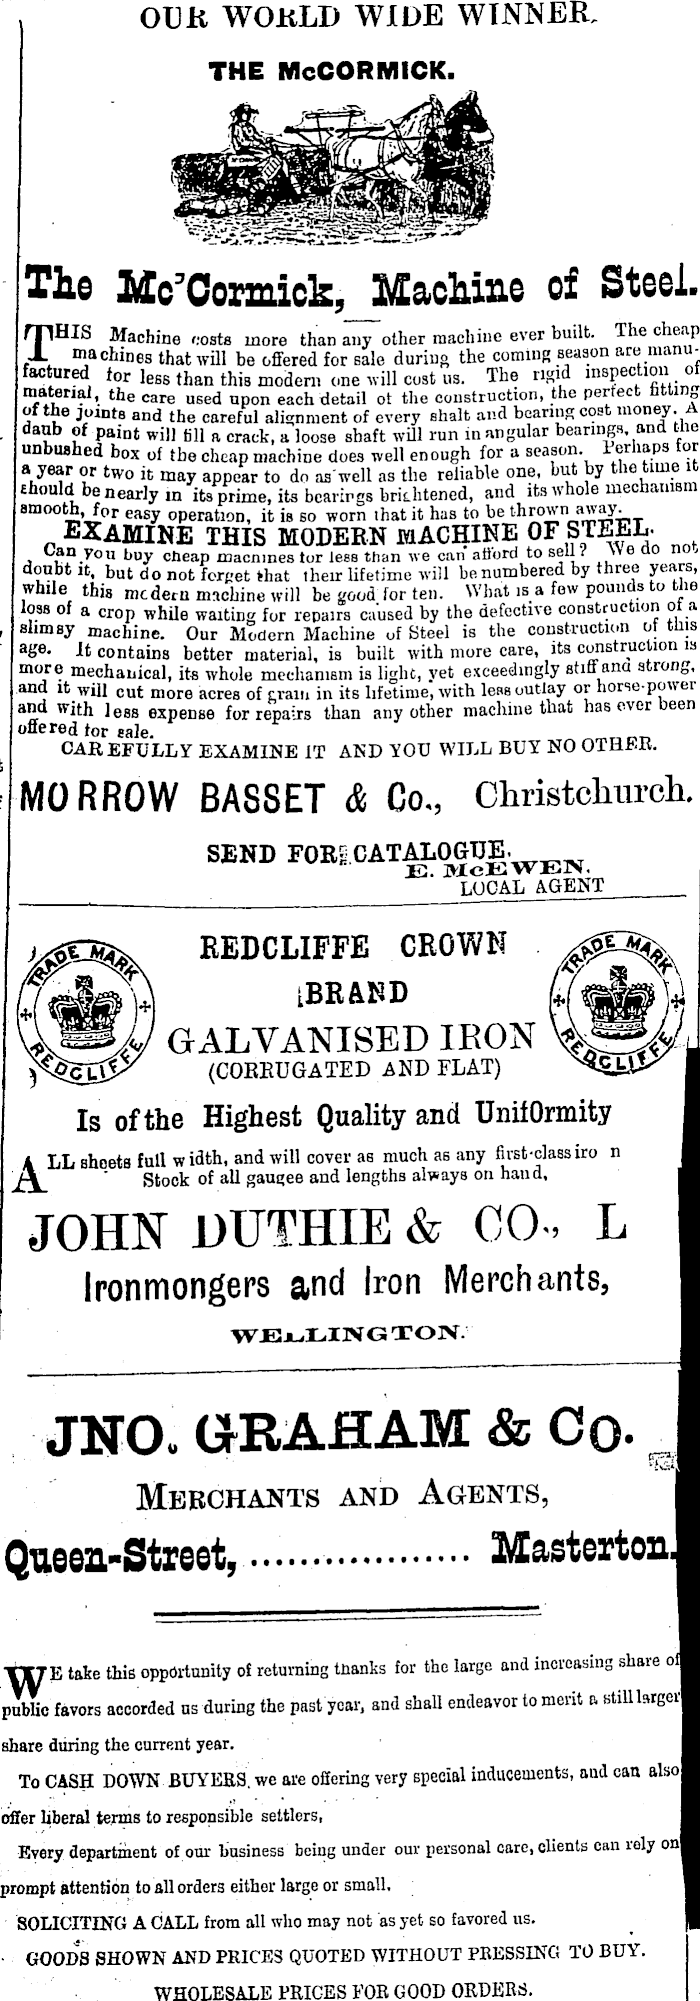 OUR WORLD WIDE WINNER.
THE McCORMICK.
The Mc'Cormick, Machine of Steel.
THIS Machine costs more than any other machine ever built. The cheap
machines that will be offered for sale during the coming season are manu-
factured for less than this modern one will cost us. The rigid inspection of
material, the care used upon each detail of the construction, the perfect fitting
of the joints and the careful alignment of every shaft and bearing cost money. A
daub of paint will fill a crack, a loose shaft will run in angular bearings, and the
unbushed box of the cheap machine does well enough for a season. Perhaps for
a year or two it may appear to do as well as the reliable one, but by the time it
should be nearly in its prime, its bearings brightened, and its whole mechanism
smooth, for easy operation, it is so worn that it has to be thrown away.
EXAMINE THIS MODERN MACHINE OF STEEL.
Can you buy cheap machines for less than we can afford to sell? We do not
doubt it, but do not forget that their lifetime will be numbered by three years,
while this modern machine will be good for ten. What is a few pounds to the
loss of a crop while waiting for repairs caused by the defective construction of a
slimsy machine. Our Modern Machine of Steel is the construction of this
age. It contains better material, is built with more care, its construction is
more mechanical, its whole mechanism is light, yet exceedingly stiff and strong,
and it will cut more acres of grain in its lifetime, with less outlay or horse-power
and with less expense for repairs than any other machine that has ever been
offered for sale.
CAREFULLY EXAMINE IT AND YOU WILL BUY NO OTHER.
MORROW BASSET & Co., Christchurch.
SEND FOR CATALOGUE.
E. McEWEN.
LOCAL AGENT
TRADE MARK REDCLIFFE
REDCLIFFE CROWN
TRADE MARK REDCLIFFE
BRAND
GALVANISED IRON
(CORRUGATED AND FLAT)
Is of the Highest Quality and UnifOrmity
ALL sheets full width, and will cover as much as any first-class iro n
Stock of all gaugee and lengths always on hand,
JOHN DUTHIE & CO., L
Ironmongers and Iron Merchants,
WELLINGTON.
JNO. GRAHAM & Co.
MERCHANTS AND AGENTS,
Queen-Street, .................. Masterton.
WE take this opportunity of returning thanks for the large and increasing share of
public favors accorded us during the past year, and shall endeavor to merit a still larger
share during the current year.
To CASH DOWN BUYERS. we are offering very special inducements, and can also
offer liberal terms to responsible settlers,
Every department of our business being under our personal care, clients can rely on
prompt attention to all orders either large or small.
SOLICITING A CALL from all who may not as yet so favored us.
GOODS SHOWN AND PRICES QUOTED WITHOUT PRESSING TO BUY.
WHOLESALE PRICES FOR GOOD ORDERS.